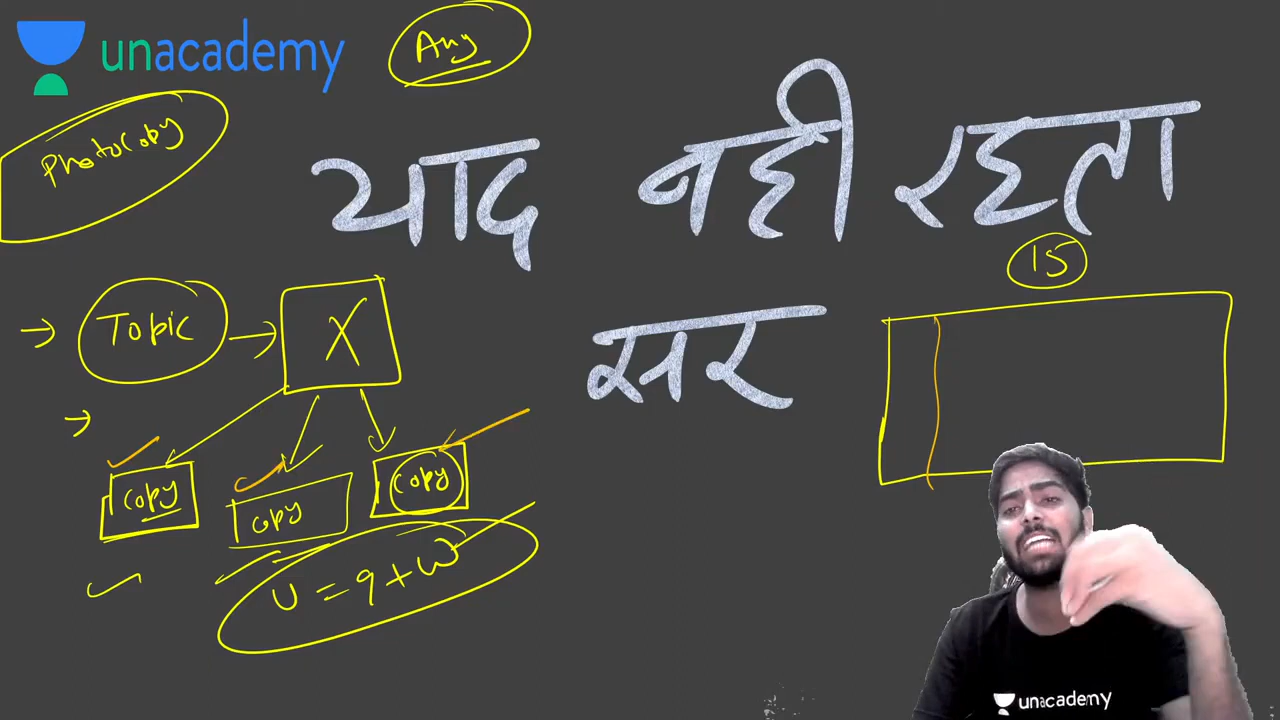 unacademy
Any
Photocopy
याद नही रहता
15
Topic
X
सर
copy
copy
copy
U = q + W
unacademy